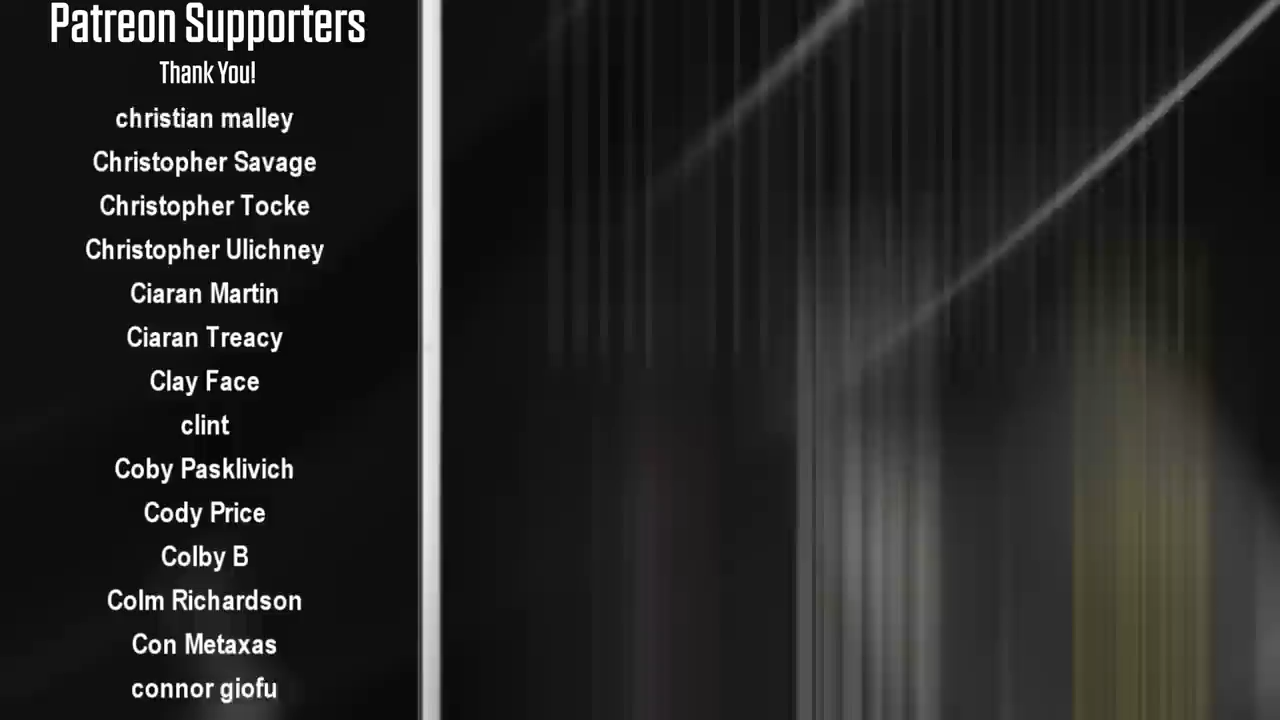 Patreon Supporters
Thank You!
christian malley
Christopher Savage
Christopher Tocke
Christopher Ulichney
Ciaran Martin
Ciaran Treacy
Clay Face
clint
Coby Pasklivich
Cody Price
Colby B
Colm Richardson
Con Metaxas
connor giofu